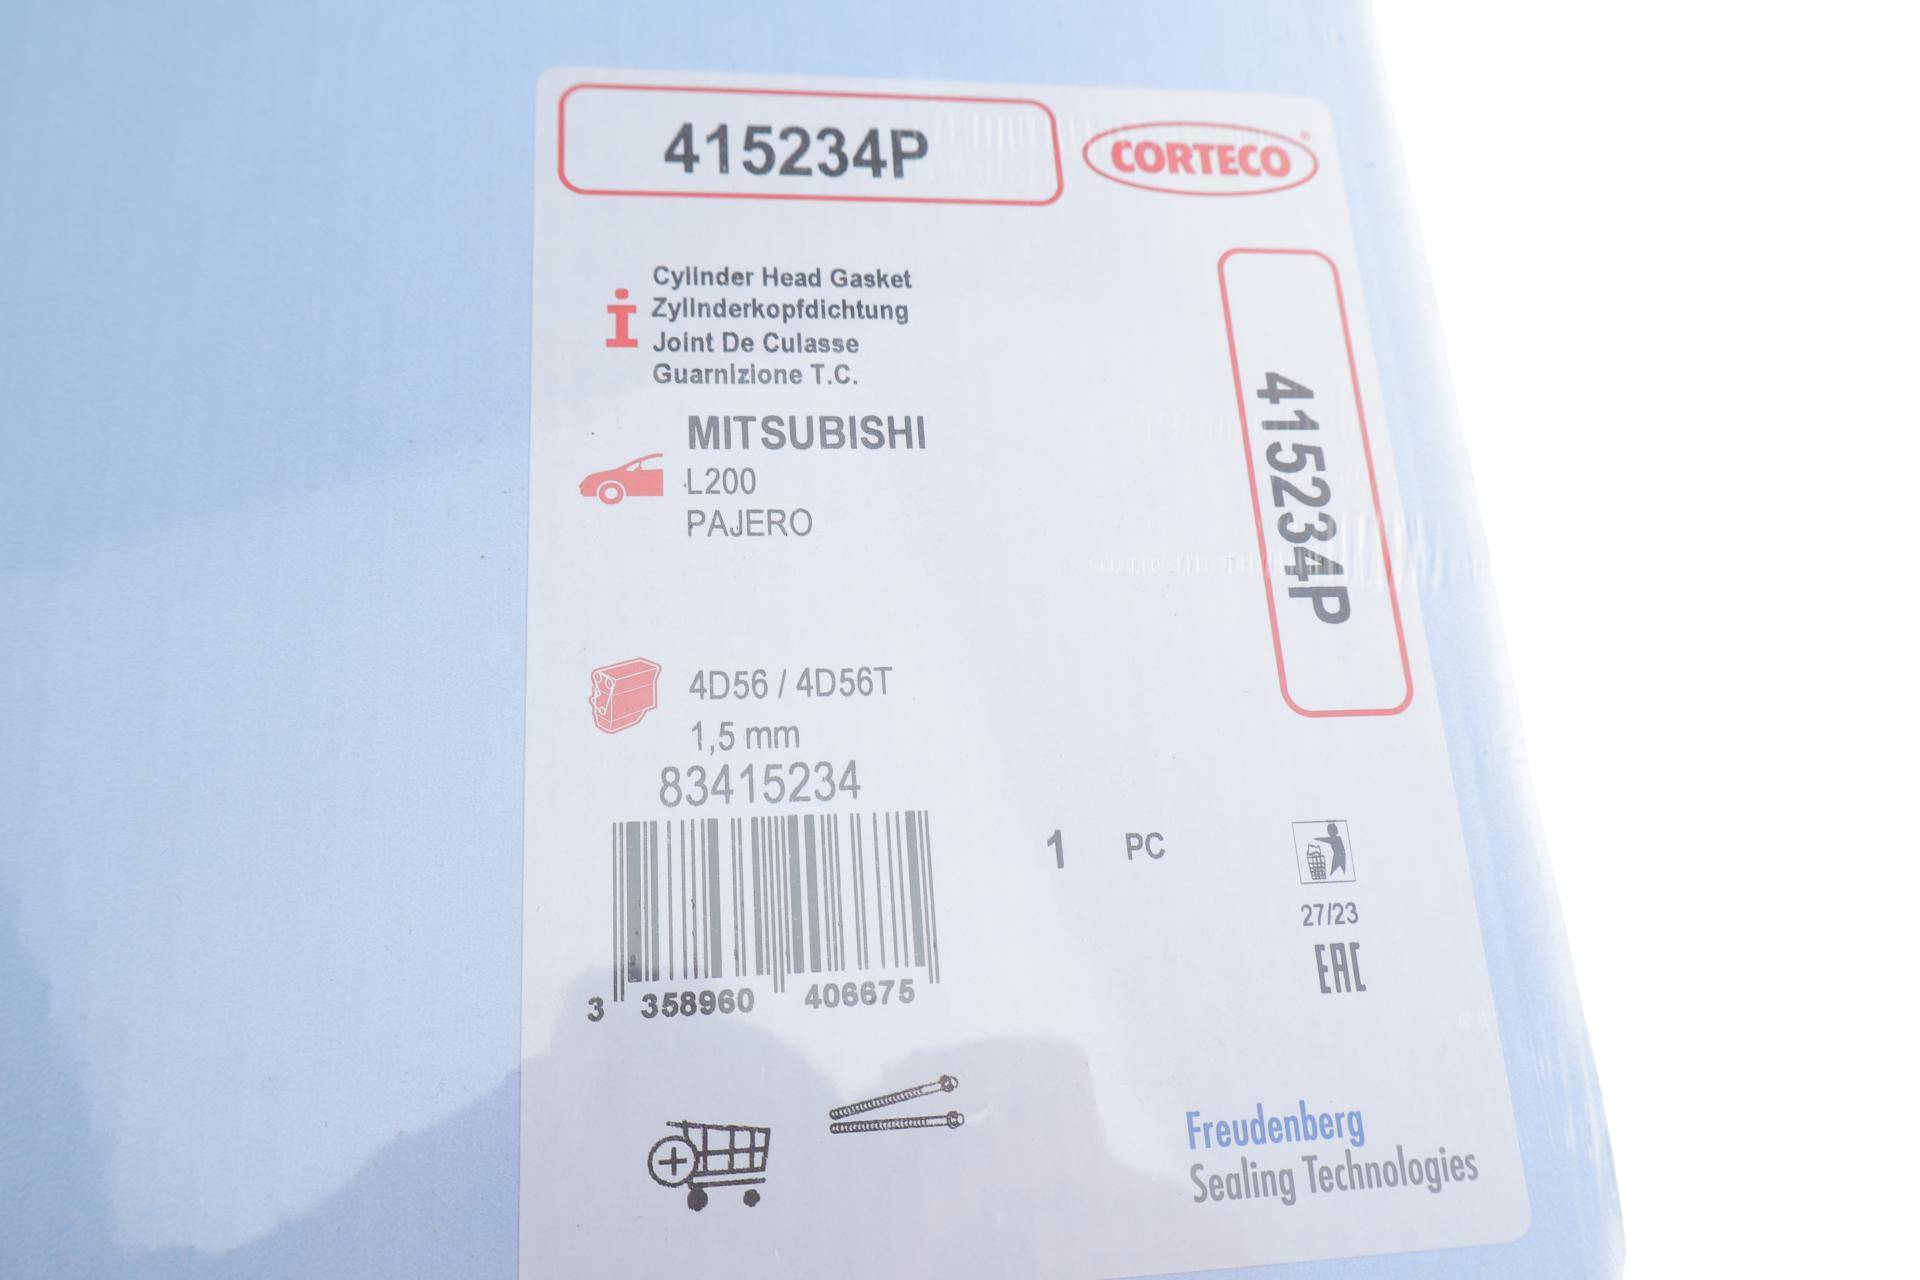 415234P
CORTECO®
Cylinder Head Gasket
Zylinderkopfdichtung
Joint De Culasse
Guarnizione T.C.
MITSUBISHI
L200
PAJERO
415234P
4D56 / 4D56T
1,5 mm
83415234
1 PC
27/23
EAC
3 358960 406675
Freudenberg
Sealing Technologies